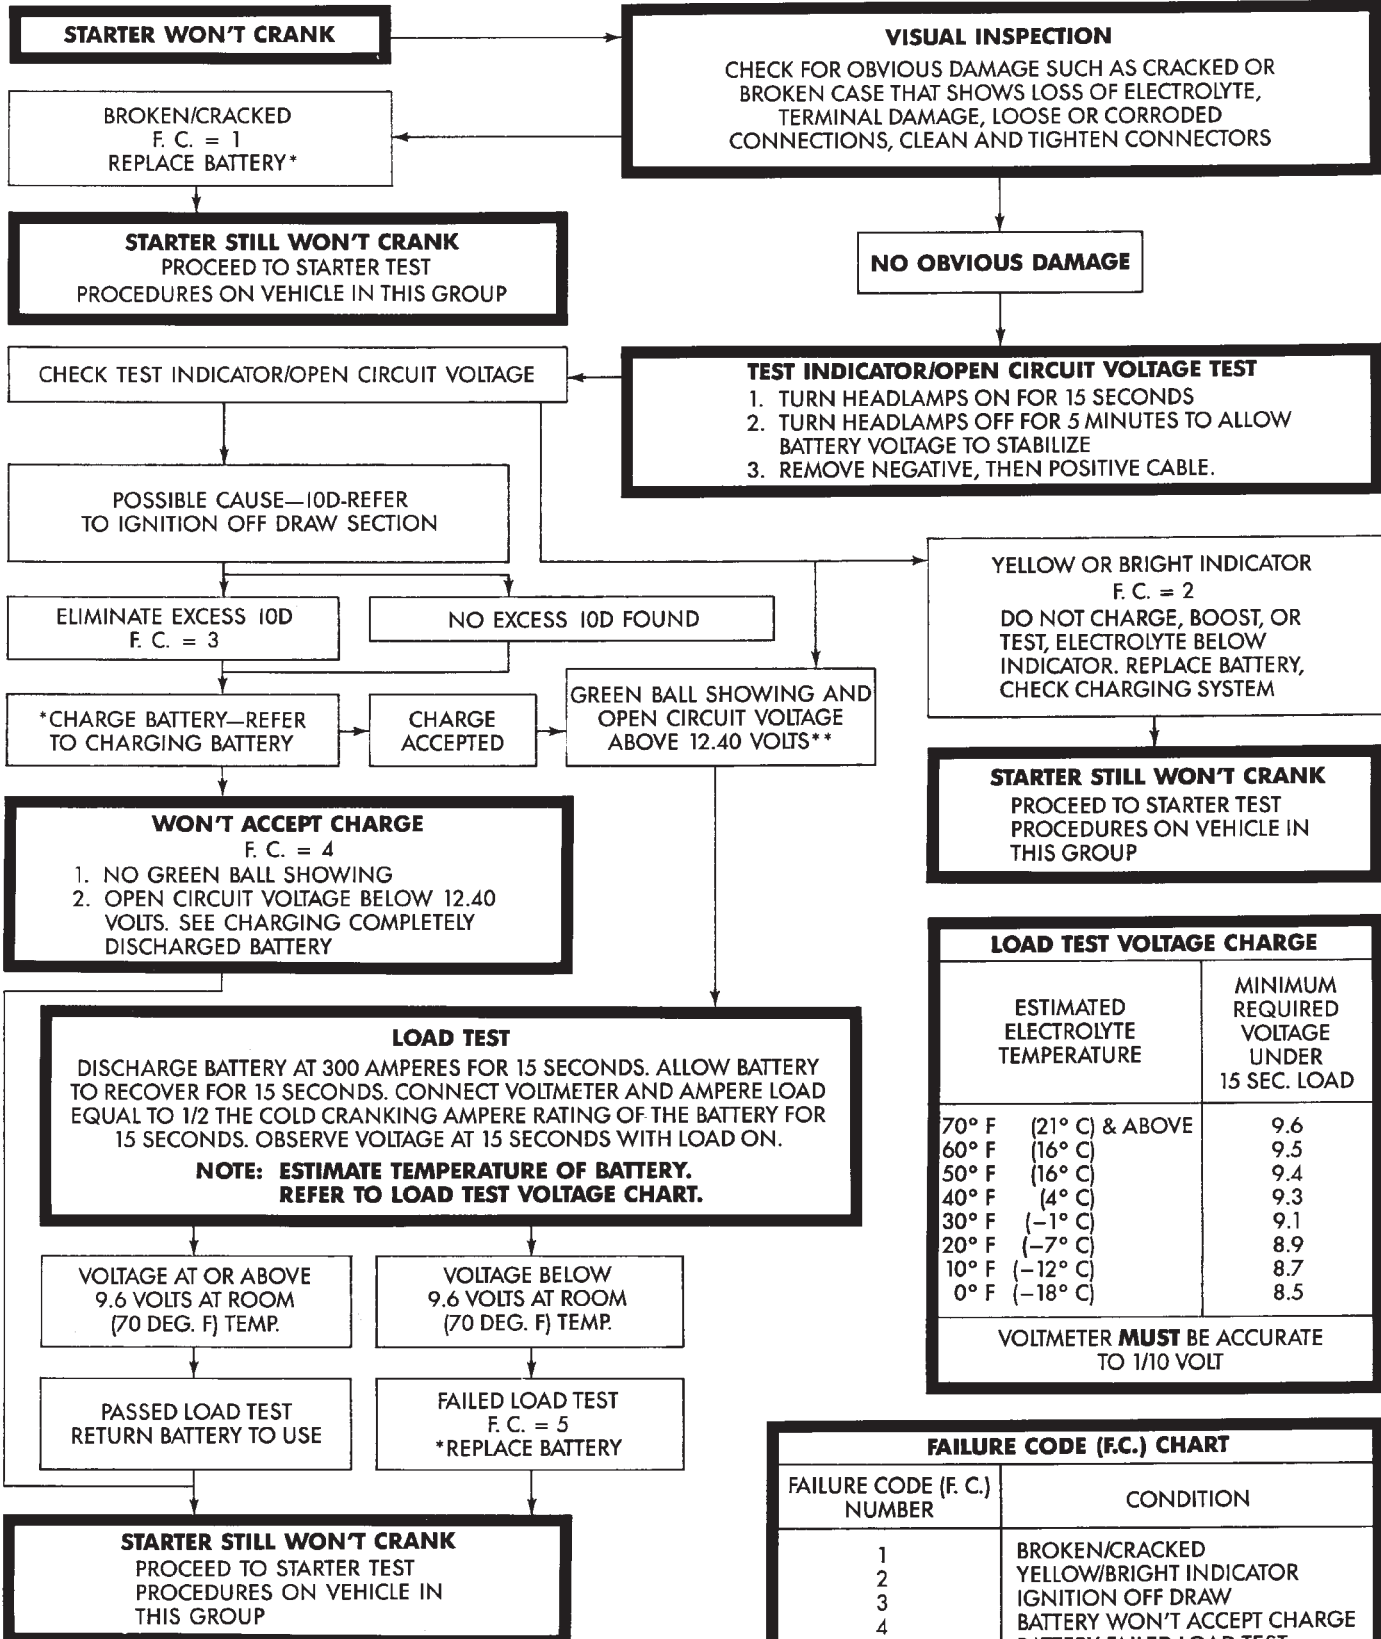 STARTER WON'T CRANK
VISUAL INSPECTION
CHECK FOR OBVIOUS DAMAGE SUCH AS CRACKED OR
BROKEN CASE THAT SHOWS LOSS OF ELECTROLYTE,
TERMINAL DAMAGE, LOOSE OR CORRODED
CONNECTIONS, CLEAN AND TIGHTEN CONNECTORS
BROKEN/CRACKED
F. C. = 1
REPLACE BATTERY*
STARTER STILL WON'T CRANK
PROCEED TO STARTER TEST
PROCEDURES ON VEHICLE IN THIS GROUP
NO OBVIOUS DAMAGE
TEST INDICATOR/OPEN CIRCUIT VOLTAGE TEST
1. TURN HEADLAMPS ON FOR 15 SECONDS
2. TURN HEADLAMPS OFF FOR 5 MINUTES TO ALLOW
BATTERY VOLTAGE TO STABILIZE
3. REMOVE NEGATIVE, THEN POSITIVE CABLE.
CHECK TEST INDICATOR/OPEN CIRCUIT VOLTAGE
POSSIBLE CAUSE—IOD-REFER
TO IGNITION OFF DRAW SECTION
ELIMINATE EXCESS IOD
F. C. = 3
NO EXCESS IOD FOUND
YELLOW OR BRIGHT INDICATOR
F. C. = 2
DO NOT CHARGE, BOOST, OR
TEST, ELECTROLYTE BELOW
INDICATOR. REPLACE BATTERY,
CHECK CHARGING SYSTEM
*CHARGE BATTERY—REFER
TO CHARGING BATTERY
CHARGE
ACCEPTED
GREEN BALL SHOWING AND
OPEN CIRCUIT VOLTAGE
ABOVE 12.40 VOLTS**
STARTER STILL WON'T CRANK
PROCEED TO STARTER TEST
PROCEDURES ON VEHICLE IN
THIS GROUP
WON'T ACCEPT CHARGE
F. C. = 4
1. NO GREEN BALL SHOWING
2. OPEN CIRCUIT VOLTAGE BELOW 12.40
VOLTS. SEE CHARGING COMPLETELY
DISCHARGED BATTERY
LOAD TEST
DISCHARGE BATTERY AT 300 AMPERES FOR 15 SECONDS. ALLOW BATTERY
TO RECOVER FOR 15 SECONDS. CONNECT VOLTMETER AND AMPERE LOAD
EQUAL TO 1/2 THE COLD CRANKING AMPERE RATING OF THE BATTERY FOR
15 SECONDS. OBSERVE VOLTAGE AT 15 SECONDS WITH LOAD ON.
NOTE: ESTIMATE TEMPERATURE OF BATTERY.
REFER TO LOAD TEST VOLTAGE CHART.
VOLTAGE AT OR ABOVE
9.6 VOLTS AT ROOM
(70 DEG. F) TEMP.
VOLTAGE BELOW
9.6 VOLTS AT ROOM
(70 DEG. F) TEMP.
PASSED LOAD TEST
RETURN BATTERY TO USE
FAILED LOAD TEST
F. C. = 5
*REPLACE BATTERY
STARTER STILL WON'T CRANK
PROCEED TO STARTER TEST
PROCEDURES ON VEHICLE IN
THIS GROUP
LOAD TEST VOLTAGE CHARGE
ESTIMATED
ELECTROLYTE
TEMPERATURE
MINIMUM
REQUIRED
VOLTAGE
UNDER
15 SEC. LOAD
70° F (21° C) & ABOVE 9.6
60° F (16° C) 9.5
50° F (16° C) 9.4
40° F (4° C) 9.3
30° F (–1° C) 9.1
20° F (–7° C) 8.9
10° F (–12° C) 8.7
0° F (–18° C) 8.5
VOLTMETER MUST BE ACCURATE
TO 1/10 VOLT
FAILURE CODE (F.C.) CHART
FAILURE CODE (F. C.)
NUMBER
CONDITION
1 BROKEN/CRACKED
2 YELLOW/BRIGHT INDICATOR
3 IGNITION OFF DRAW
4 BATTERY WON'T ACCEPT CHARGE